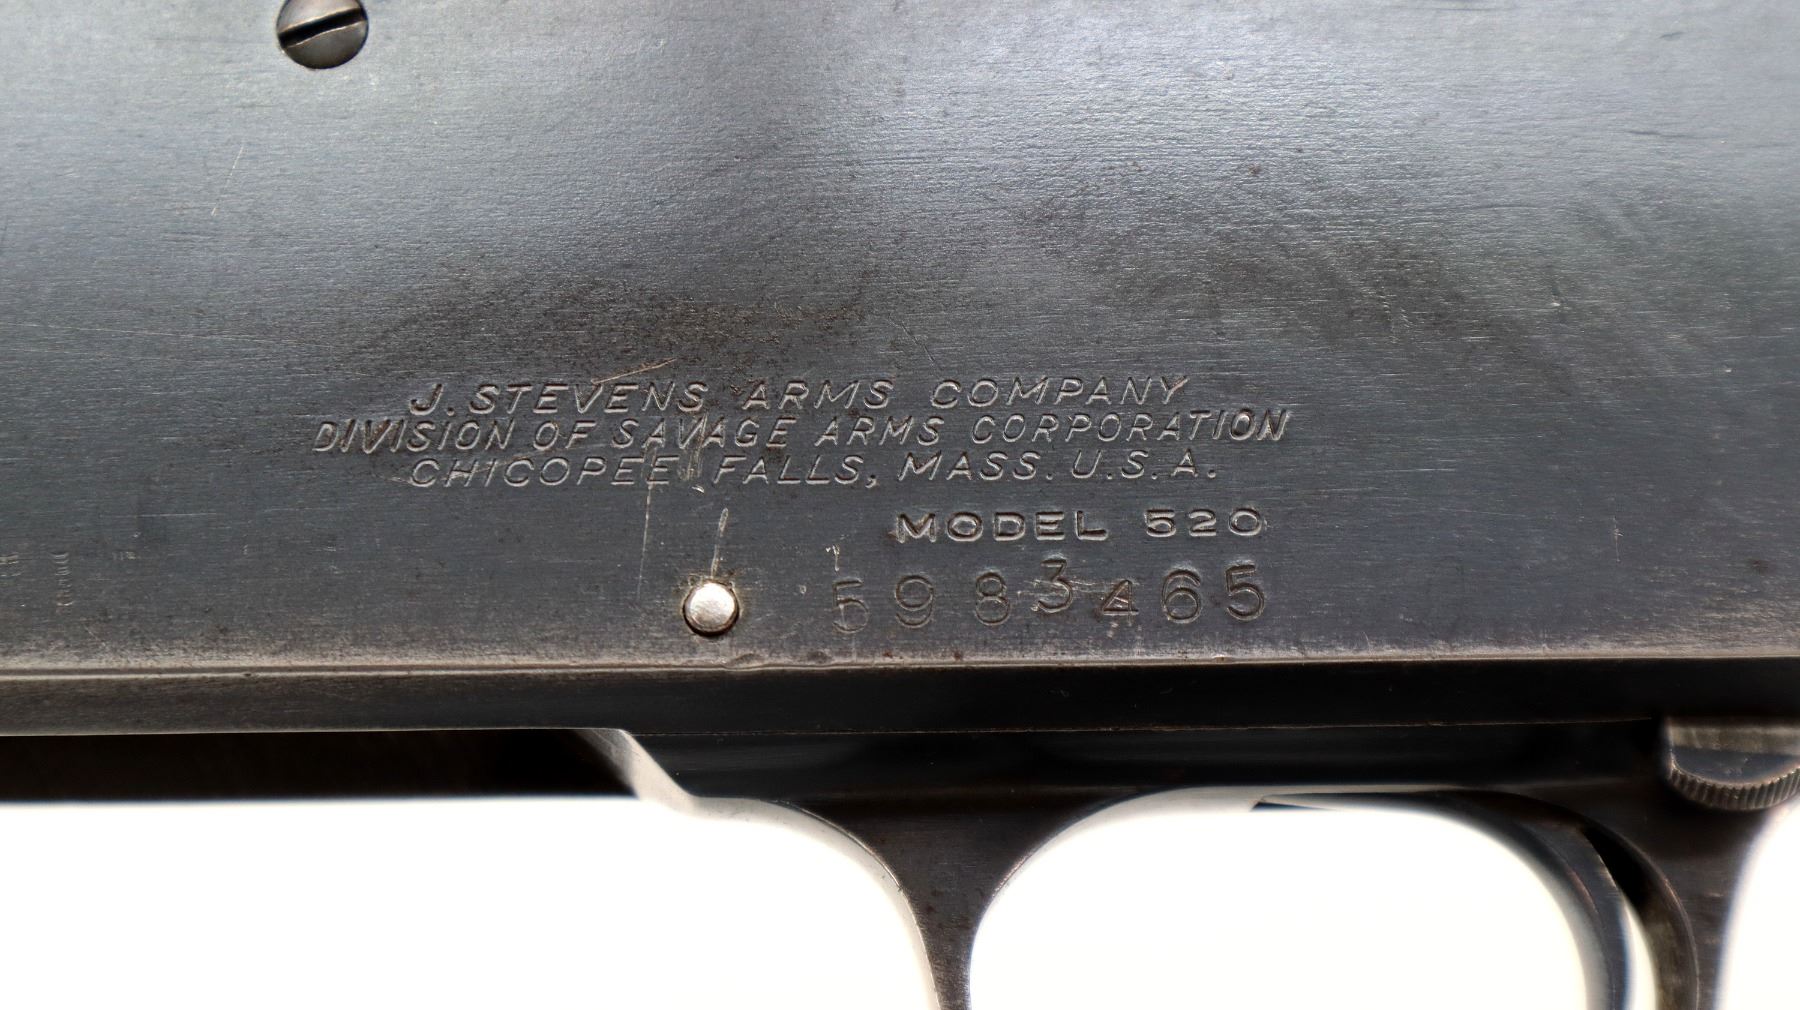 J. STEVENS ARMS COMPANY
DIVISION OF SAVAGE ARMS CORPORATION
CHICOPEE FALLS, MASS. U.S.A.
MODEL 520
5983465